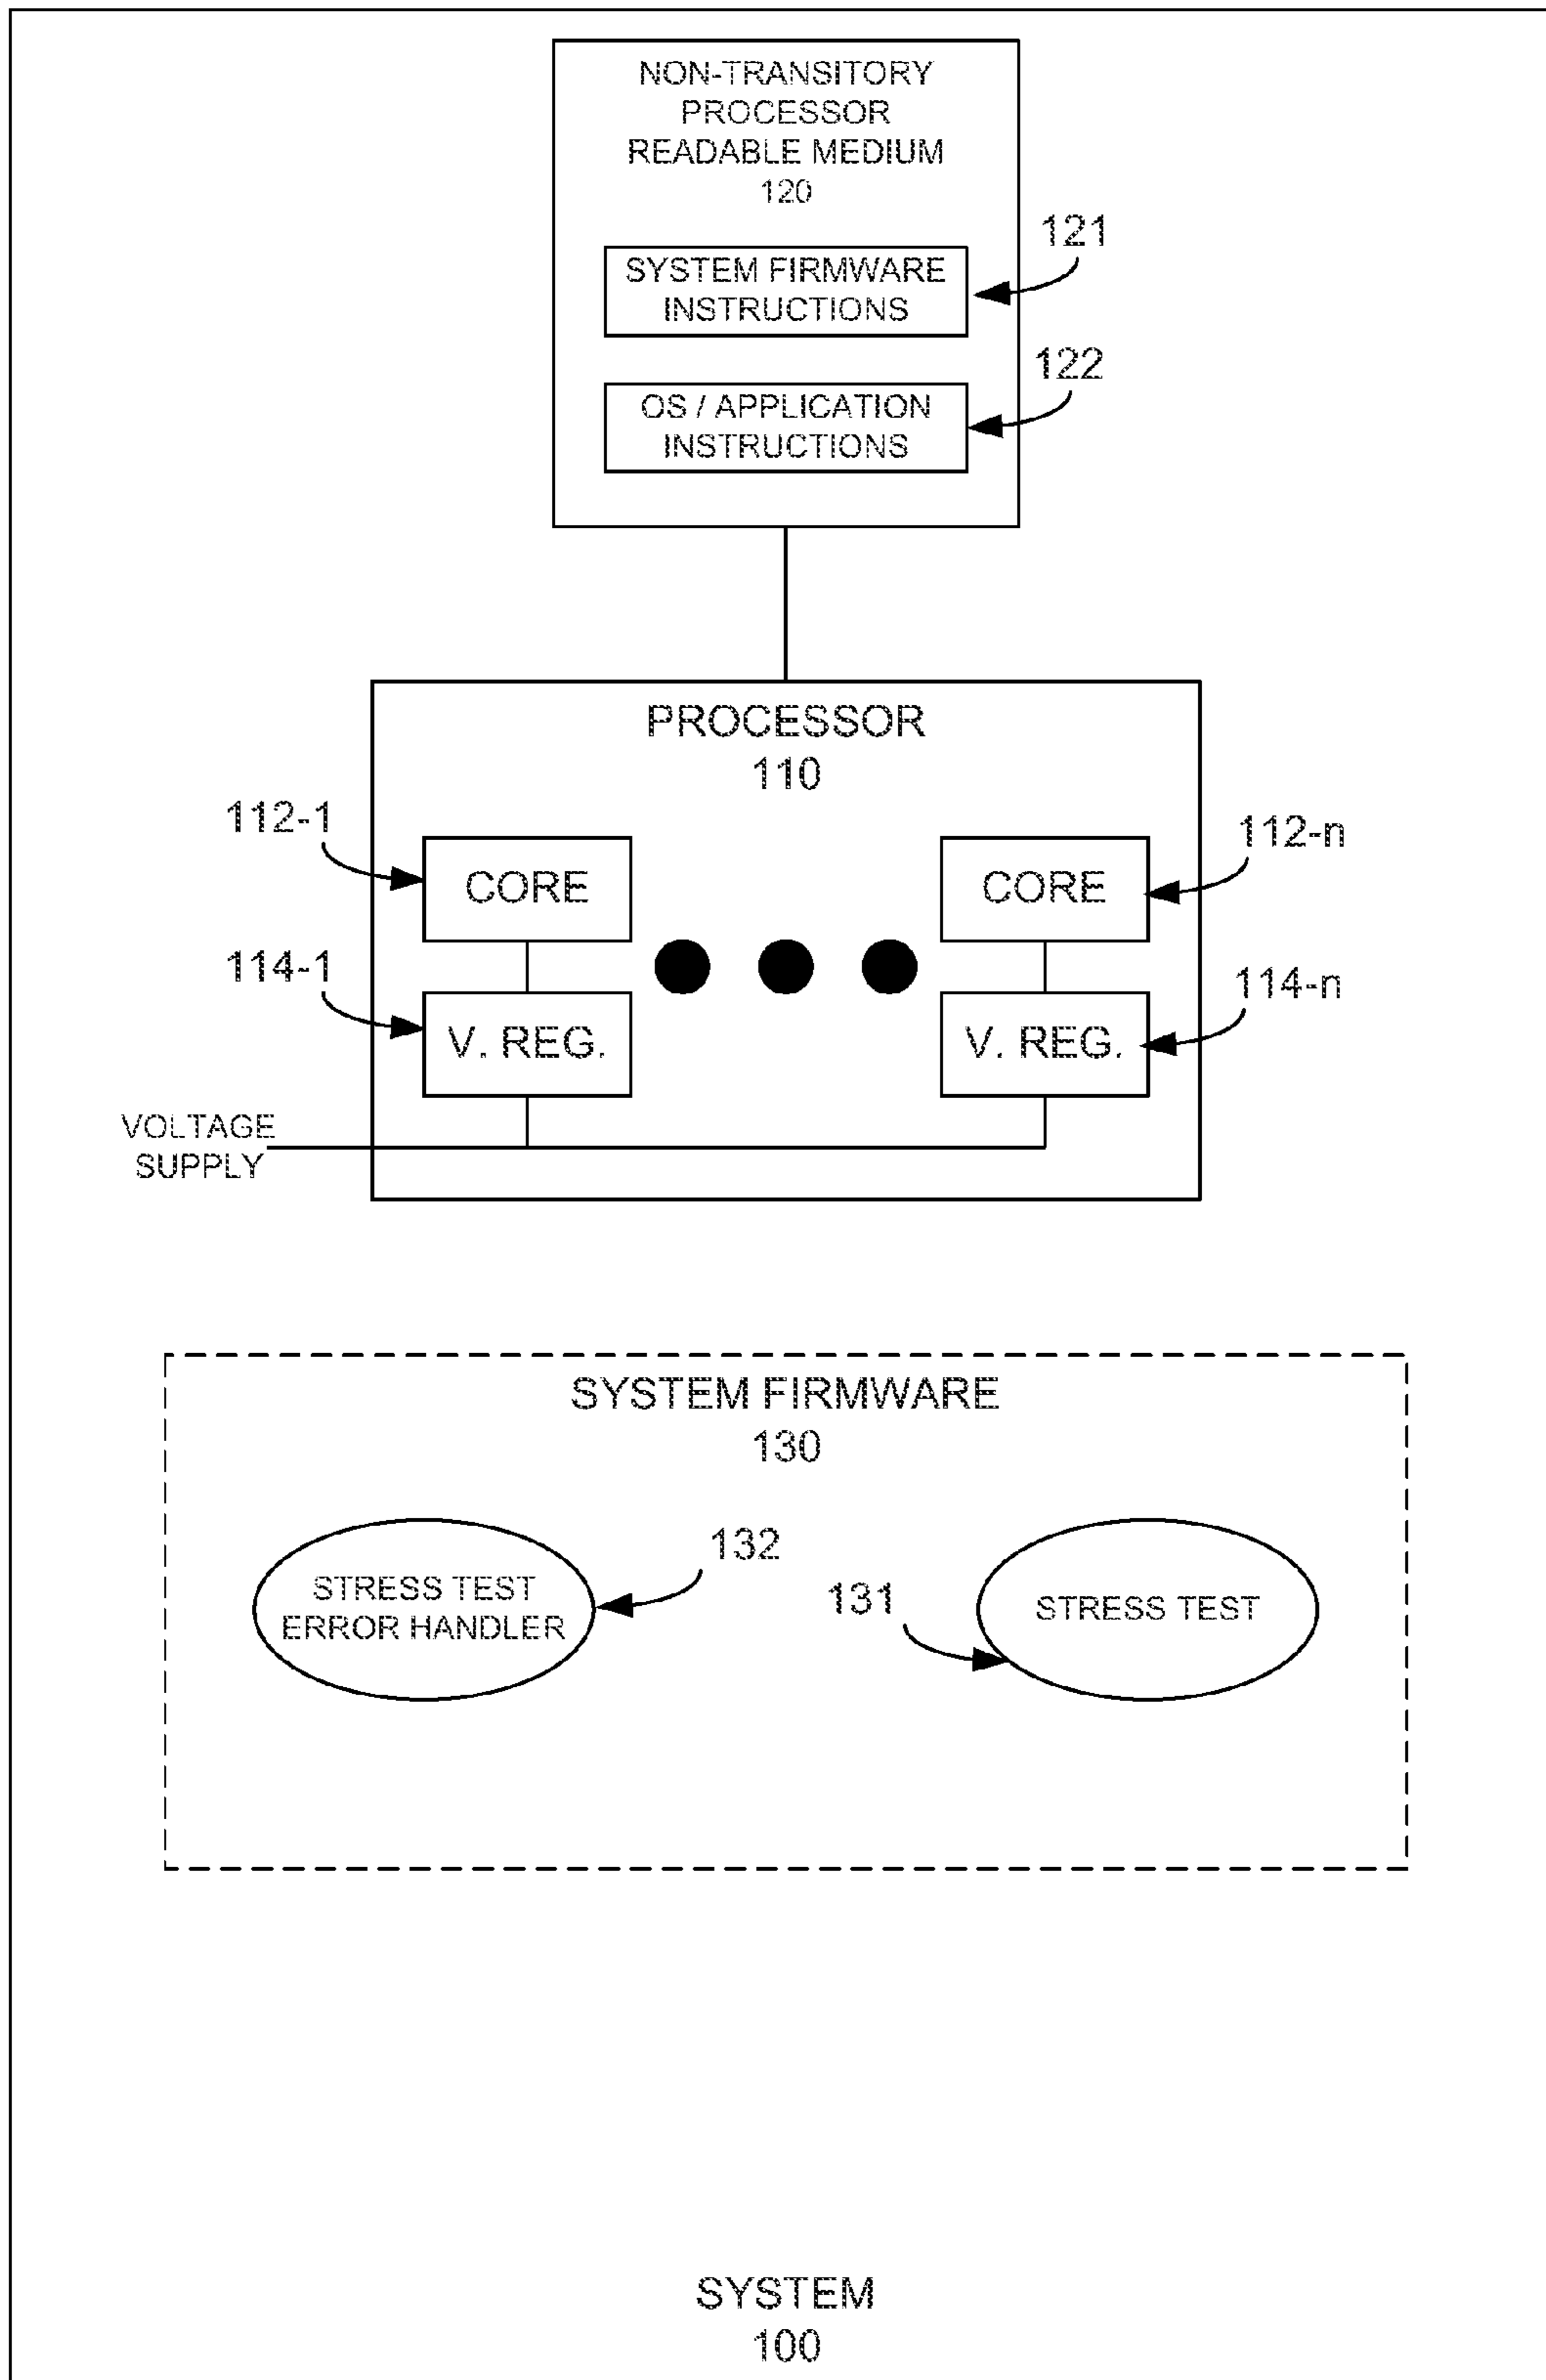 NON-TRANSITORY
PROCESSOR
READABLE MEDIUM
120
121
SYSTEM FIRMWARE
INSTRUCTIONS
122
OS / APPLICATION
INSTRUCTIONS
PROCESSOR
110
112-1
CORE
CORE
112-n
114-1
V. REG.
V. REG.
114-n
VOLTAGE
SUPPLY
SYSTEM FIRMWARE
130
132
STRESS TEST
ERROR HANDLER
131
STRESS TEST
SYSTEM
100